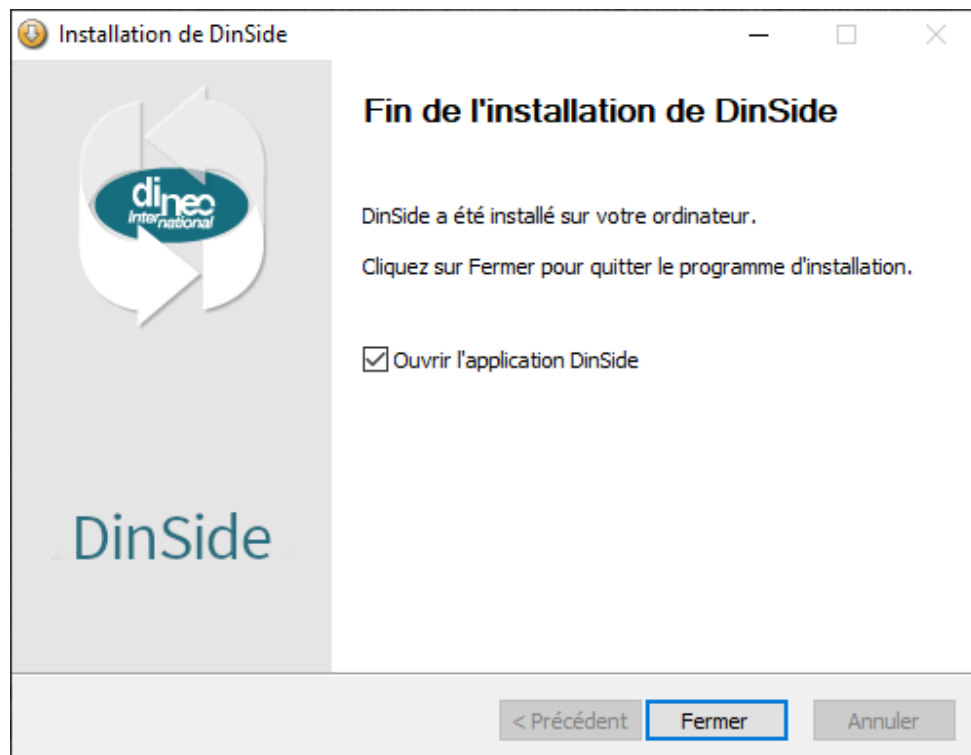 Installation de DinSide
Fin de l'installation de DinSide
dineo
International
DinSide a été installé sur votre ordinateur.
Cliquez sur Fermer pour quitter le programme d'installation.
Ouvrir l'application DinSide
DinSide
< Précédent
Fermer
Annuler